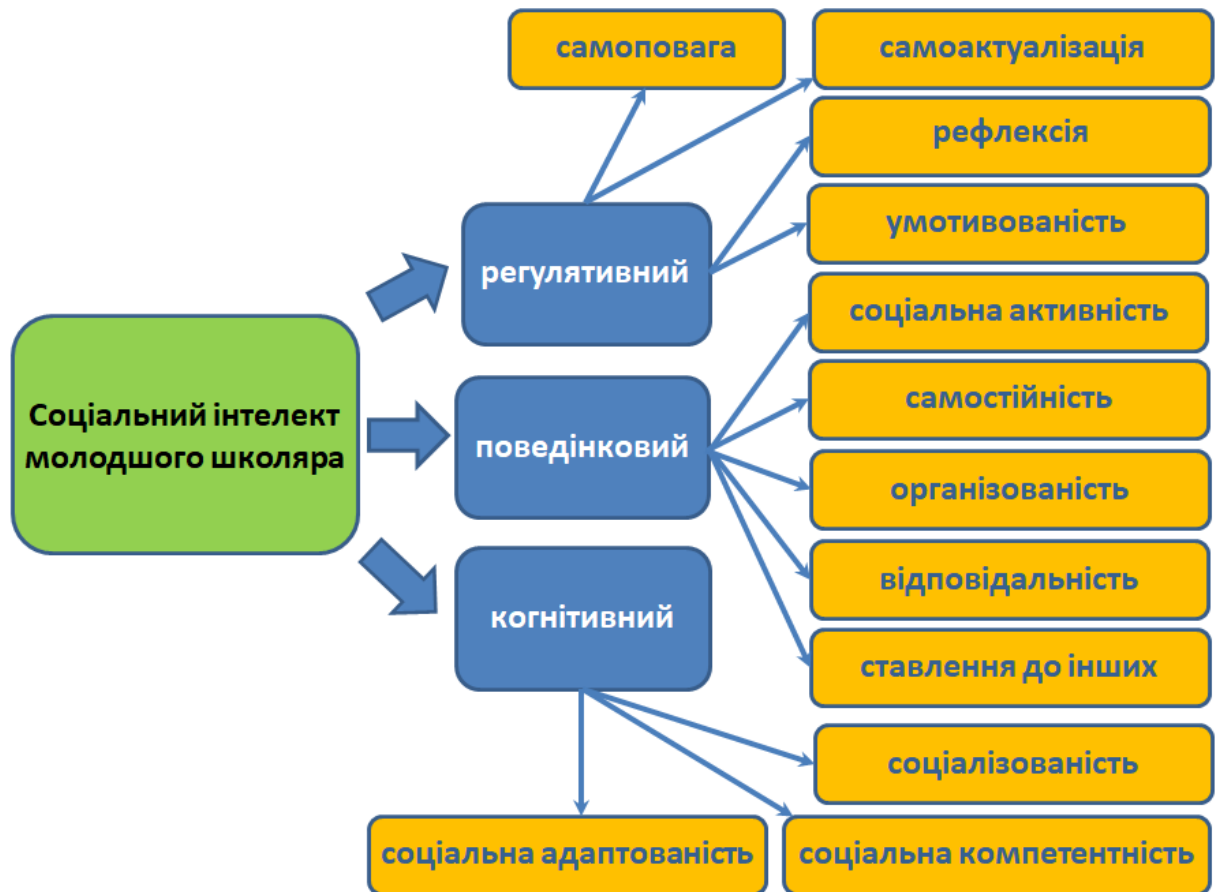 самоповага
самоактуалізація
рефлексія
умотивованість
регулятивний
соціальна активність
Соціальний інтелект
молодшого школяра
самостійність
поведінковий
організованість
відповідальність
когнітивний
ставлення до інших
соціалізованість
соціальна адаптованість
соціальна компетентність